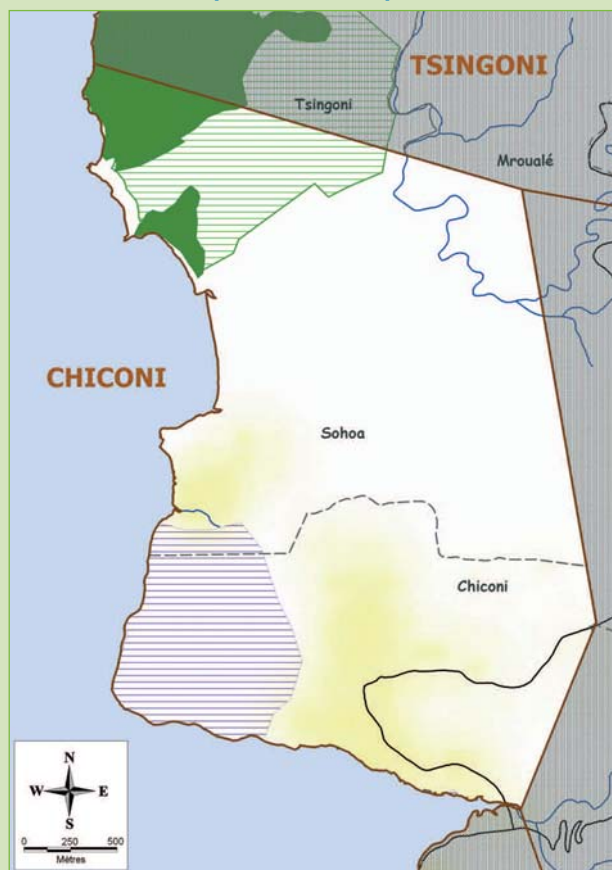 TSINGONI
Tsingoni
Mroualé
CHICONI
Sohoa
Chiconi
N
W E
S
0 250 500
Mètres